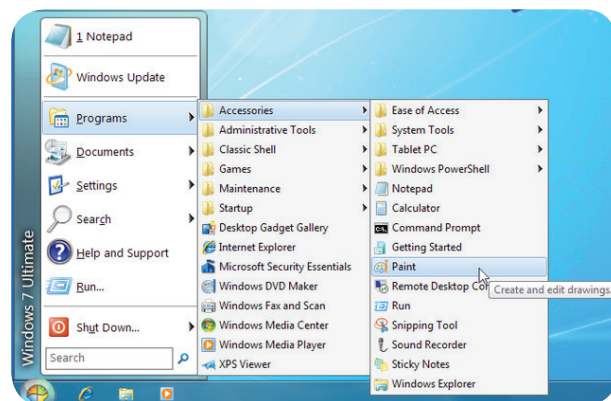 1 Notepad
Windows Update
Programs
Documents
Settings
Search
Help and Support
Run...
Shut Down...
Search
Windows 7 Ultimate
Accessories
Administrative Tools
Classic Shell
Games
Maintenance
Startup
Desktop Gadget Gallery
Internet Explorer
Microsoft Security Essentials
Windows DVD Maker
Windows Fax and Scan
Windows Media Center
Windows Media Player
XPS Viewer
Ease of Access
System Tools
Tablet PC
Windows PowerShell
Notepad
Calculator
Command Prompt
Getting Started
Paint
Remote Desktop Co
Create and edit drawings.
Run
Snipping Tool
Sound Recorder
Sticky Notes
Windows Explorer